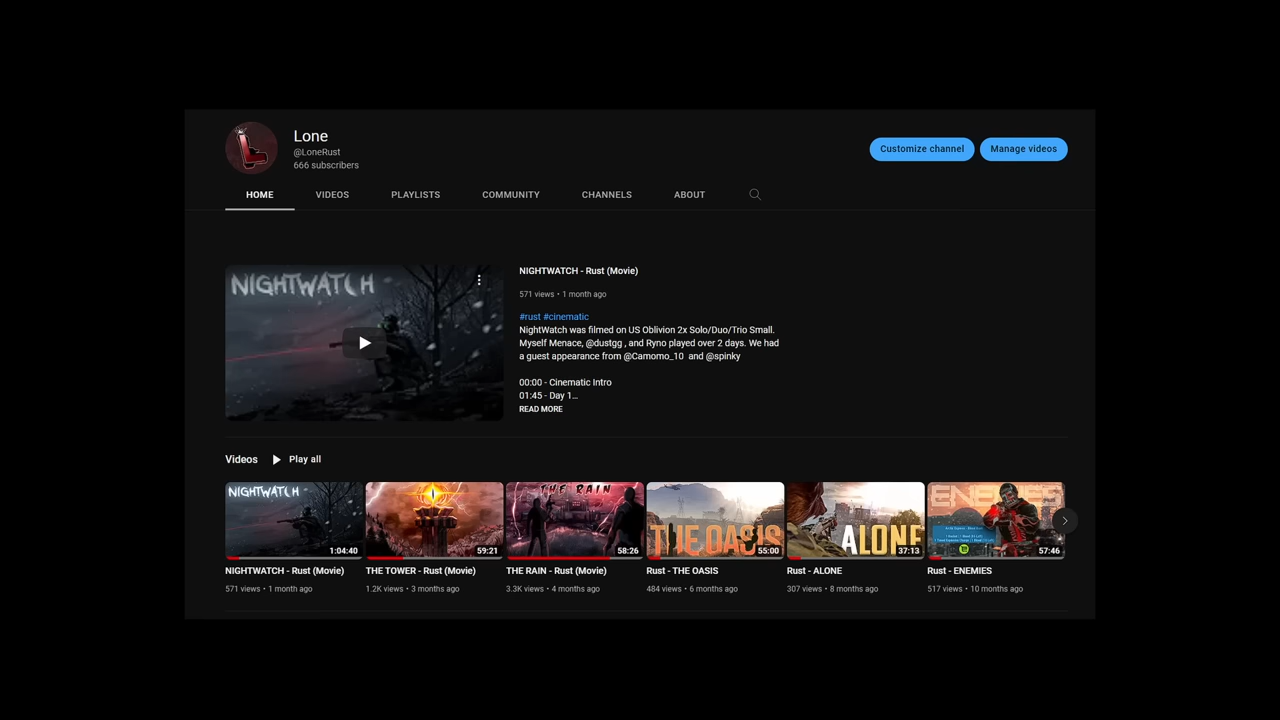 Lone
@LoneRust
666 subscribers
Customize channel
Manage videos
HOME
VIDEOS
PLAYLISTS
COMMUNITY
CHANNELS
ABOUT
NIGHTWATCH
NIGHTWATCH - Rust (Movie)
571 views • 1 month ago
#rust #cinematic
NightWatch was filmed on US Oblivion 2x Solo/Duo/Trio Small.
Myself Menace, @dustgg , and Ryno played over 2 days. We had
a guest appearance from @Camomo_10 and @spinky
00:00 - Cinematic Intro
01:45 - Day 1...
READ MORE
Videos
Play all
NIGHTWATCH
1:04:40
59:21
THE RAIN
58:26
THE OASIS
55:00
ALONE
37:13
ENEMIES
57:46
NIGHTWATCH - Rust (Movie)
571 views • 1 month ago
THE TOWER - Rust (Movie)
1.2K views • 3 months ago
THE RAIN - Rust (Movie)
3.3K views • 4 months ago
Rust - THE OASIS
484 views • 6 months ago
Rust - ALONE
307 views • 8 months ago
Rust - ENEMIES
517 views • 10 months ago